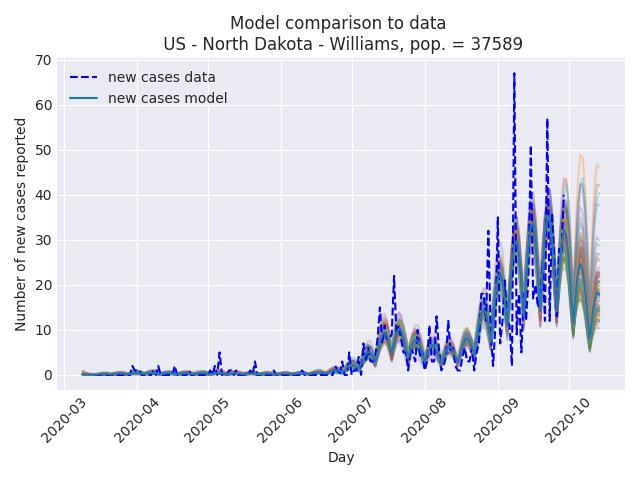 Model comparison to data
US - North Dakota - Williams, pop. = 37589
new cases data
new cases model
Number of new cases reported
70
60
50
40
30
20
10
0
2020-03
2020-04
2020-05
2020-06
2020-07
2020-08
2020-09
2020-10
Day